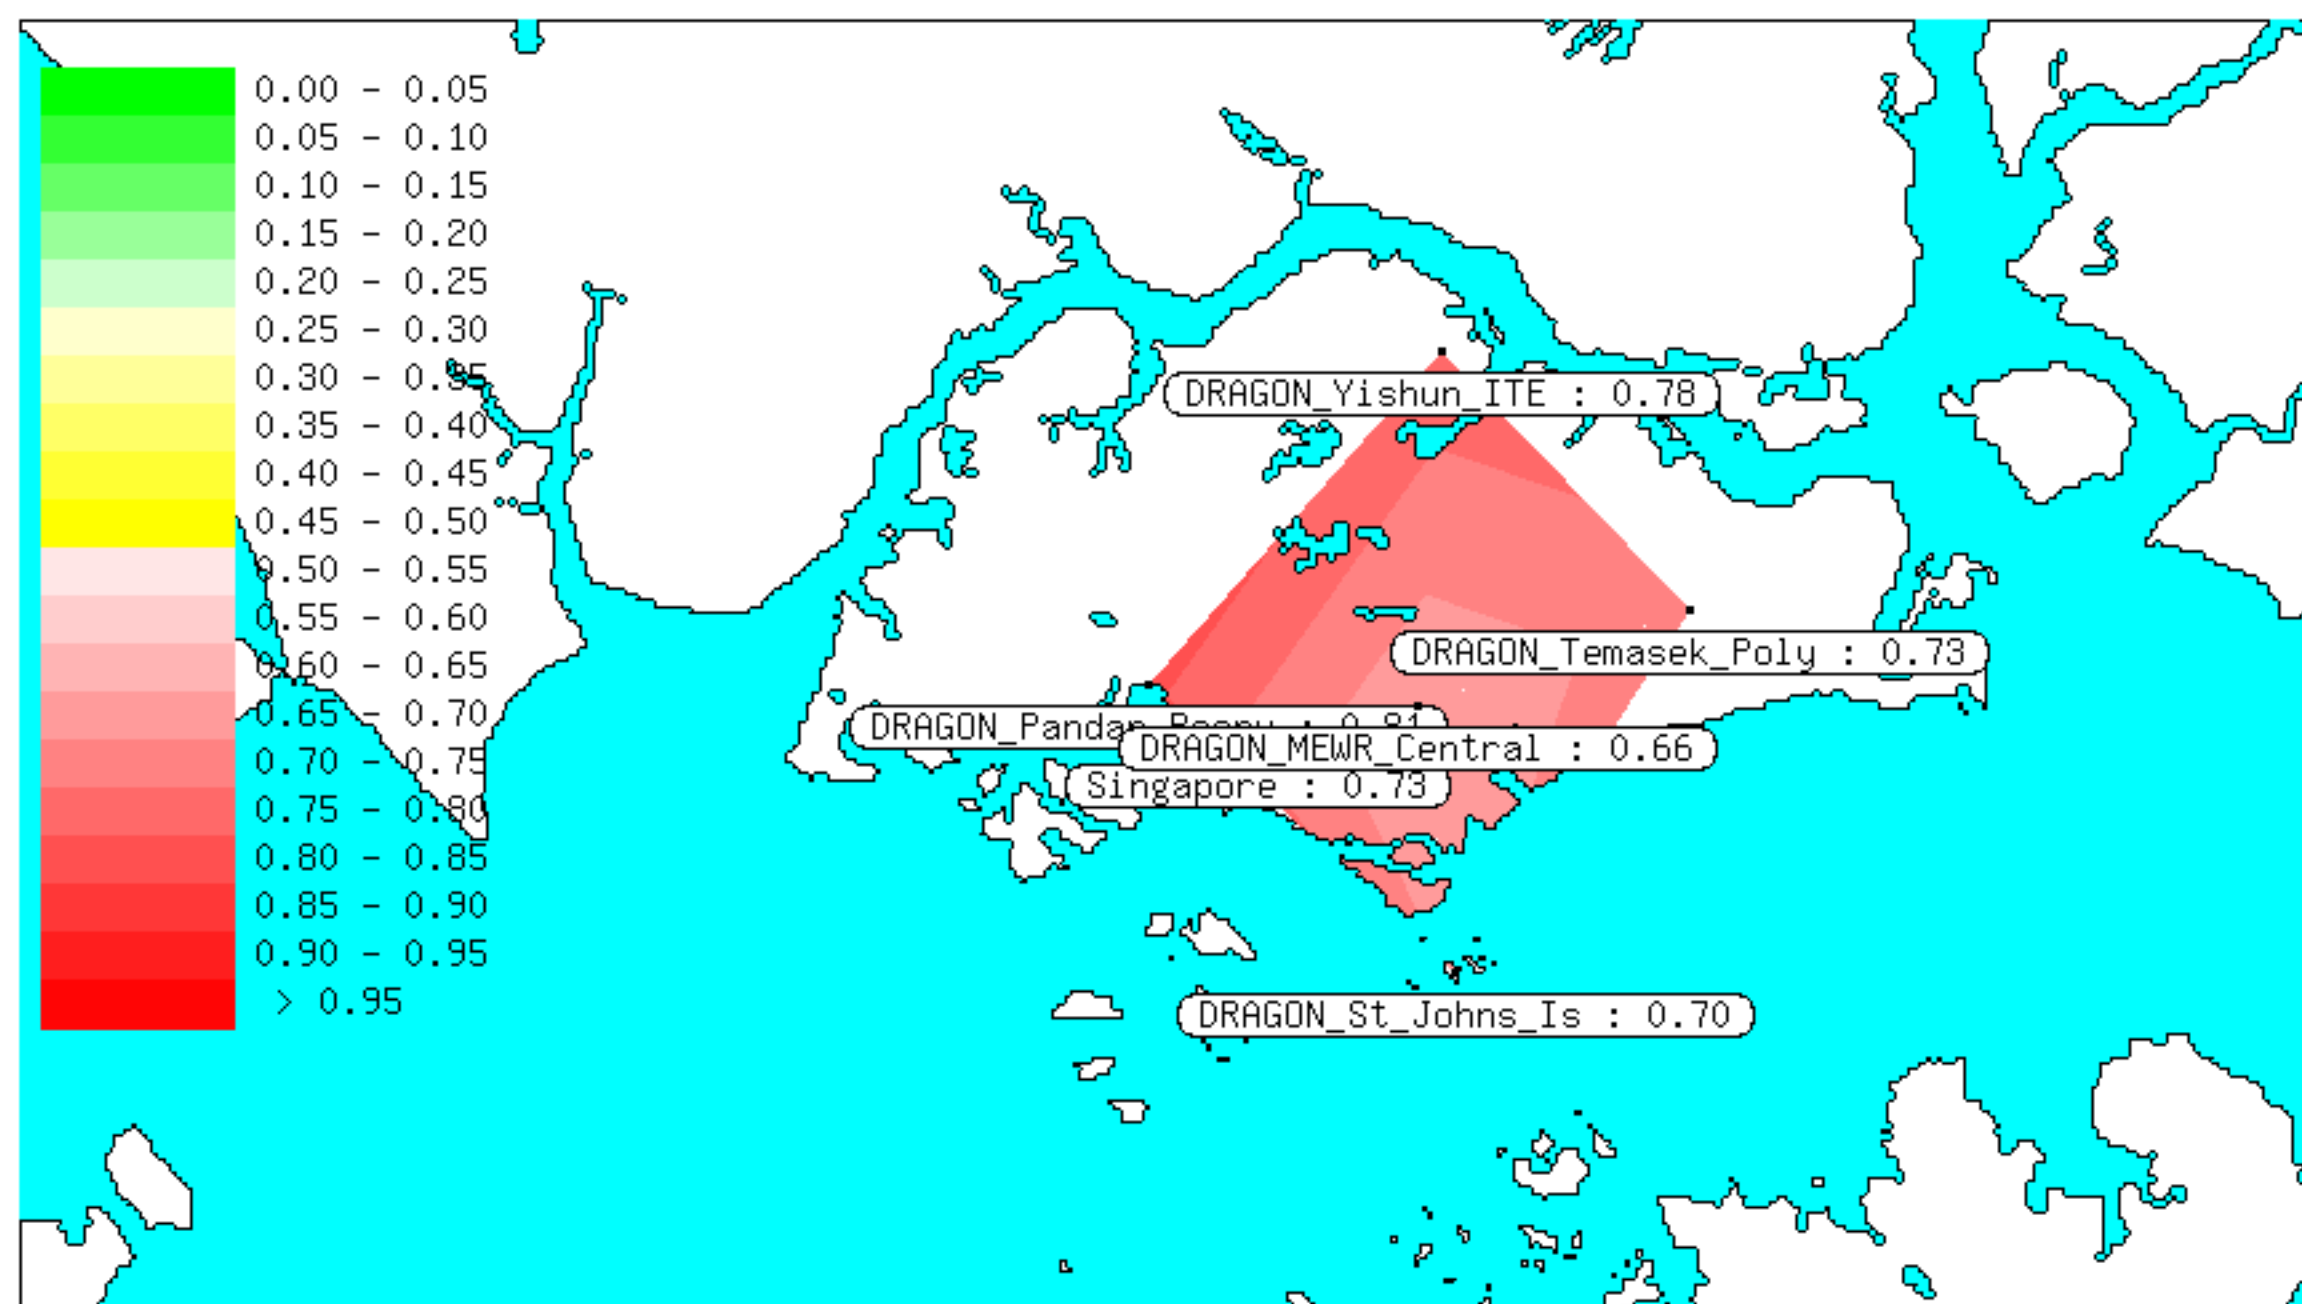 0.00 - 0.05
0.05 - 0.10
0.10 - 0.15
0.15 - 0.20
0.20 - 0.25
0.25 - 0.30
0.30 - 0.35
0.35 - 0.40
0.40 - 0.45
0.45 - 0.50
0.50 - 0.55
0.55 - 0.60
0.60 - 0.65
0.65 - 0.70
0.70 - 0.75
0.75 - 0.80
0.80 - 0.85
0.85 - 0.90
0.90 - 0.95
> 0.95
DRAGON_Yishun_ITE : 0.78
DRAGON_Temasek_Poly : 0.73
: 0.81
DRAGON_MEWR_Central : 0.66
Singapore : 0.73
DRAGON_St_Johns_Is : 0.70